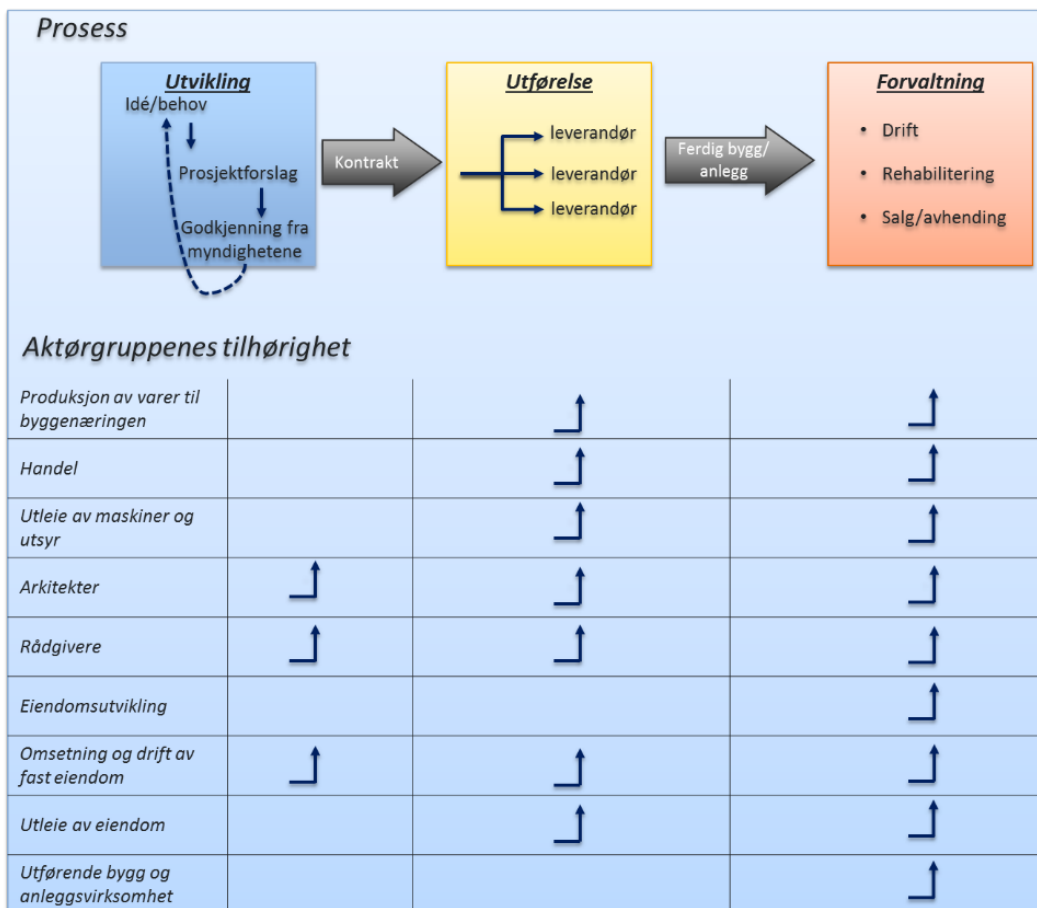 Prosess
Utvikling
Idé/behov
Prosjektforslag
Godkjenning fra
myndighetene
Kontrakt
Utførelse
leverandør
leverandør
leverandør
Ferdig bygg/
anlegg
Forvaltning
• Drift
• Rehabilitering
• Salg/avhending
Aktørgruppenes tilhørighet
Produksjon av varer til
byggenæringen
Handel
Utleie av maskiner og
utsyr
Arkitekter
Rådgivere
Eiendomsutvikling
Omsetning og drift av
fast eiendom
Utleie av eiendom
Utførende bygg og
anleggsvirksomhet